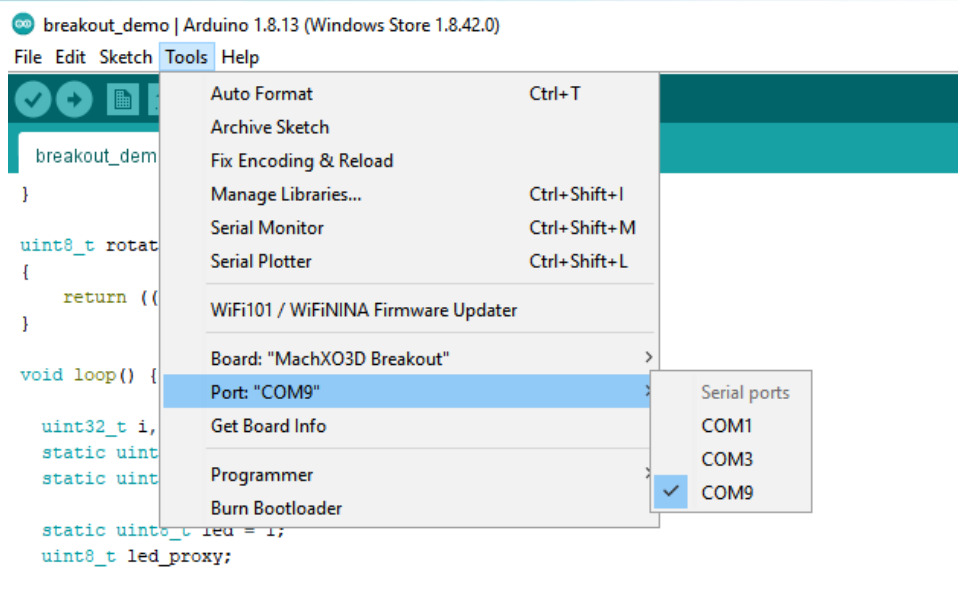 breakout_demo | Arduino 1.8.13 (Windows Store 1.8.42.0)
File Edit Sketch Tools Help
Auto Format Ctrl+T
Archive Sketch
breakout_dem
Fix Encoding & Reload
}
Manage Libraries... Ctrl+Shift+I
Serial Monitor Ctrl+Shift+M
uint8_t rotat
Serial Plotter Ctrl+Shift+L
{
return ((
WiFi101 / WiFiNINA Firmware Updater
}
Board: "MachXO3D Breakout"
void loop() {
Port: "COM9"
Serial ports
Get Board Info
COM1
uint32_t i,
static uint
COM3
static uint
Programmer
COM9
Burn Bootloader
static uint8_t led = 1;
uint8_t led_proxy;